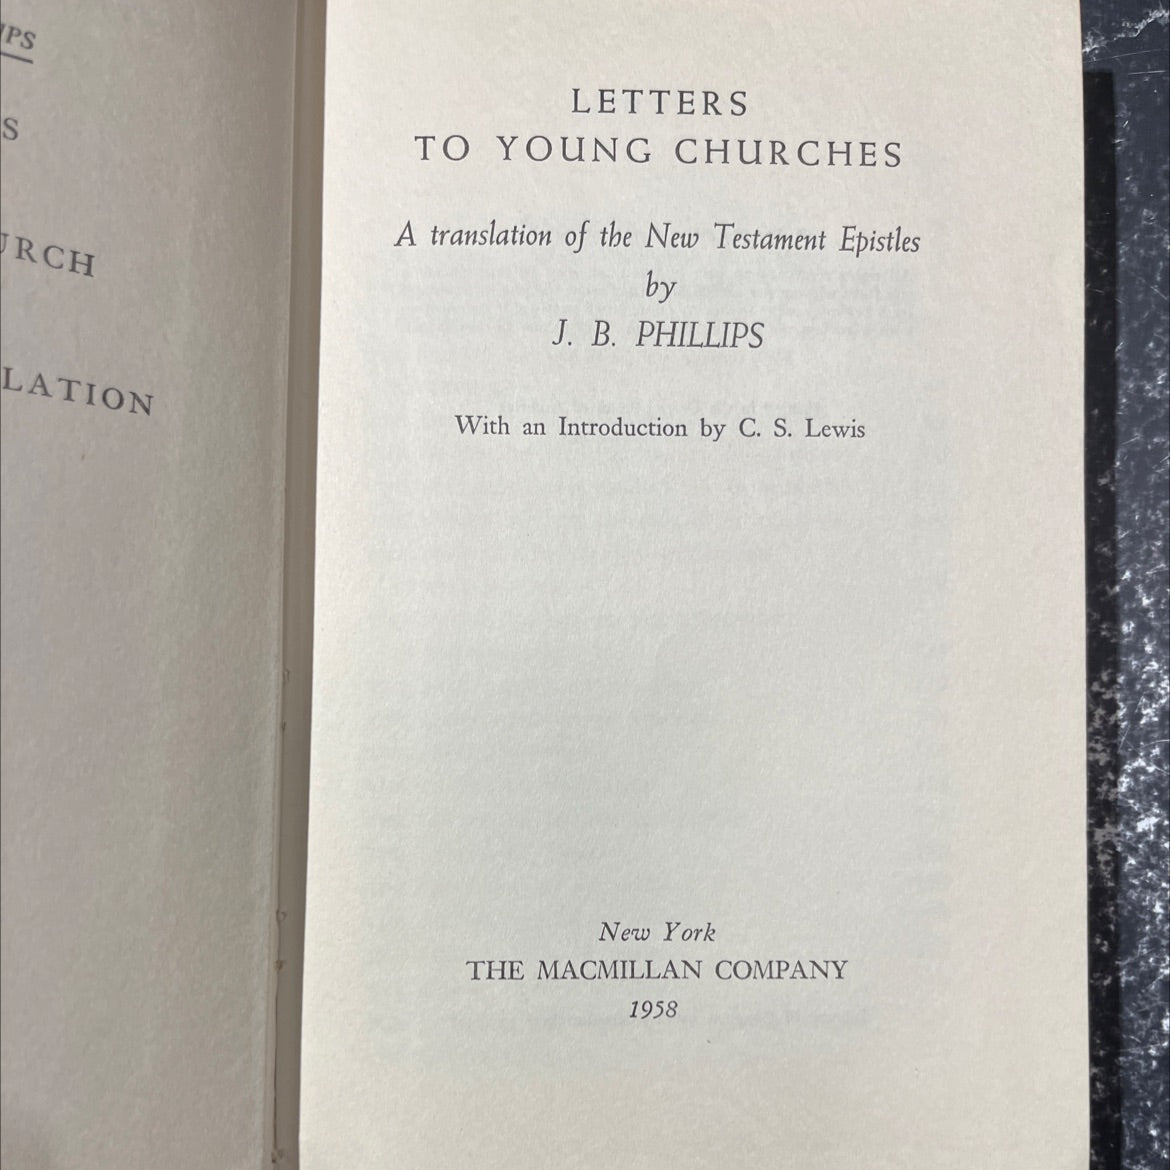 LETTERS
TO YOUNG CHURCHES
A translation of the New Testament Epistles
by
J. B. PHILLIPS
With an Introduction by C. S. Lewis
New York
THE MACMILLAN COMPANY
1958